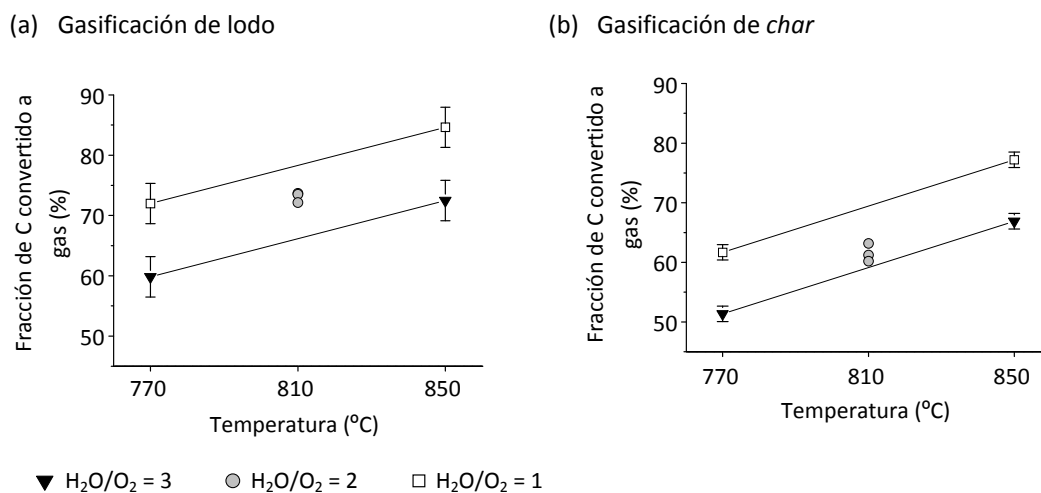 (a) Gasificación de lodo
(b) Gasificación de char
Fracción de C convertido a
gas (%)
90
80
70
60
50
770
810
850
Temperatura (ºC)
Fracción de C convertido a
gas (%)
90
80
70
60
50
770
810
850
Temperatura (ºC)
H₂O/O₂ = 3
H₂O/O₂ = 2
H₂O/O₂ = 1